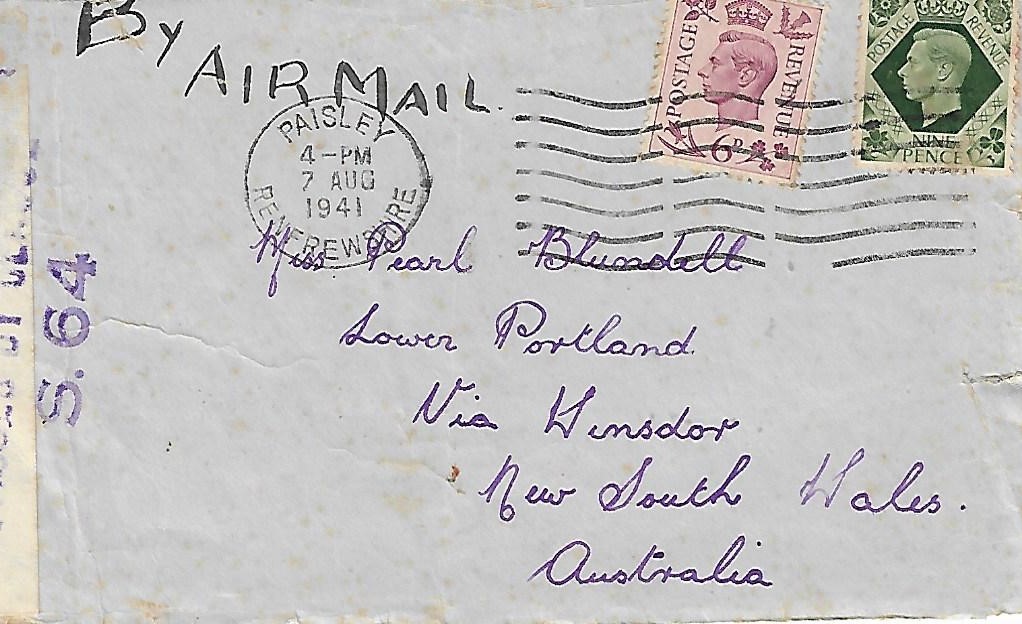 By AIR MAIL.
POSTAGE REVENUE
6D
POSTAGE REVENUE
NINE
PENCE
PAISLEY
4-PM
7 AUG
1941
RENFREWSHIRE
S. 64
Miss Pearl Blundell
Lower Portland
Via Winsdor
New South Wales.
Australia